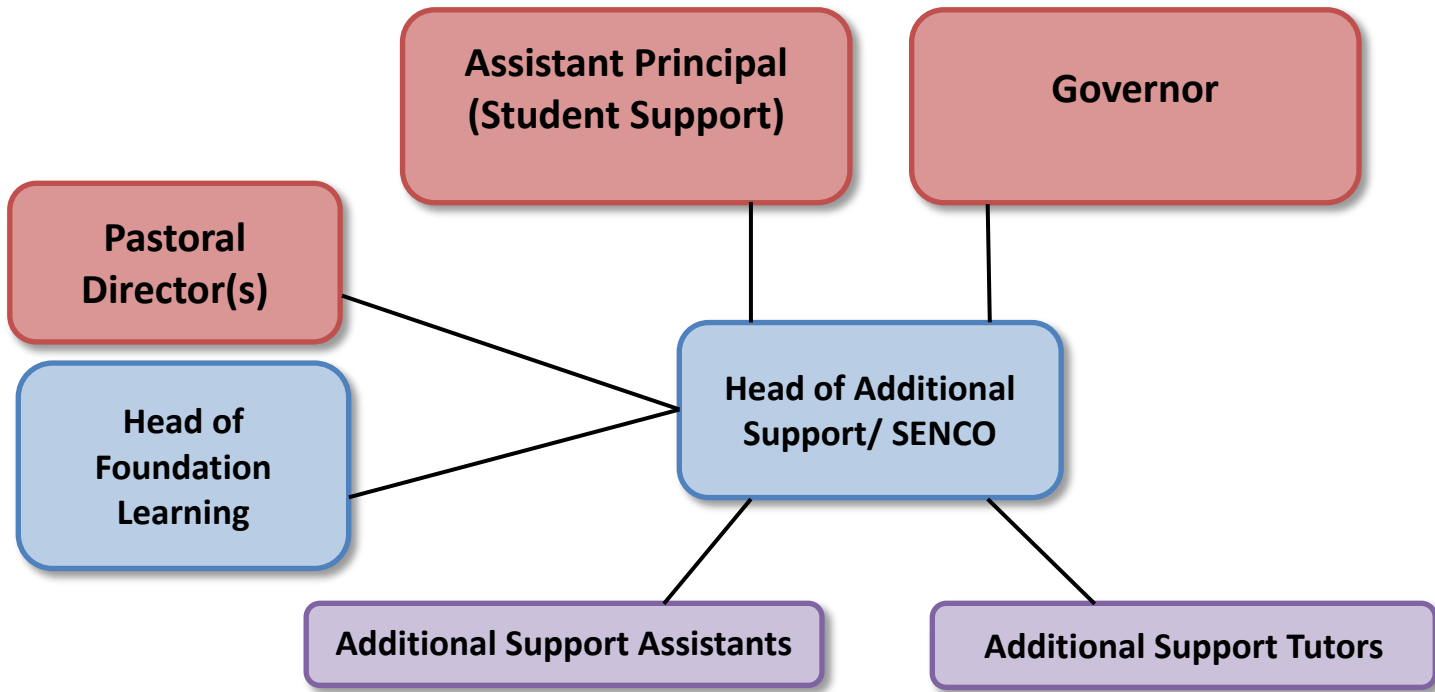 Assistant Principal
(Student Support)
Governor
Pastoral
Director(s)
Head of Additional
Support/ SENCO
Head of
Foundation
Learning
Additional Support Assistants
Additional Support Tutors